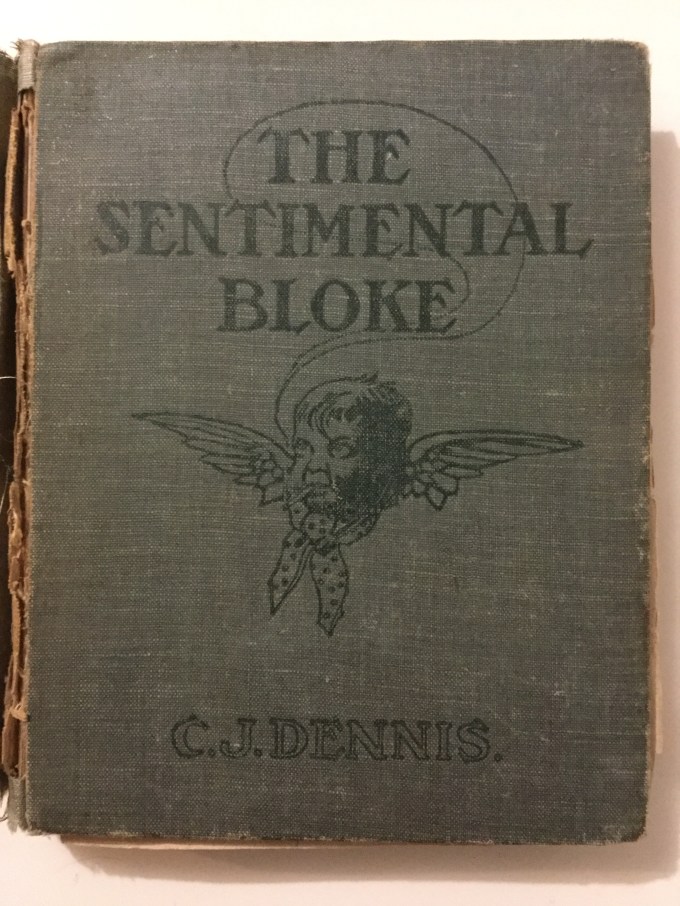 THE
SENTIMENTAL
BLOKE
C.J.DENNIS.